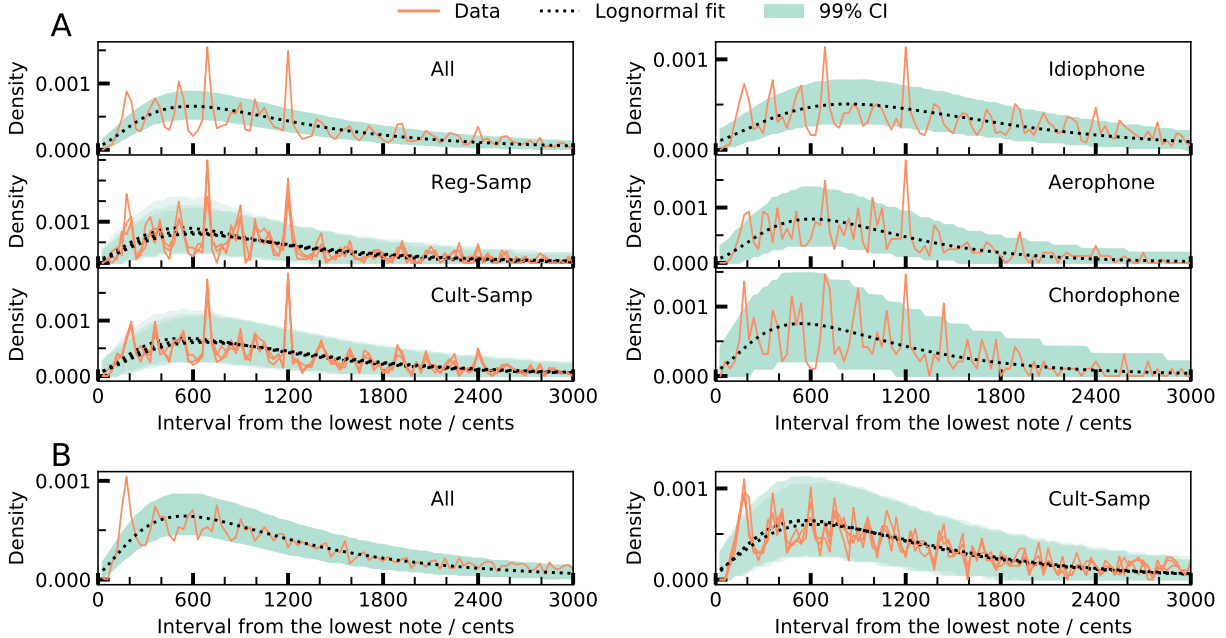 A
Data
Lognormal fit
99% CI
Density
0.001
0.000
All
Density
0.001
0.000
Idiophone
Density
0.001
0.000
Reg-Samp
Density
0.001
0.000
Aerophone
Density
0.001
0.000
Cult-Samp
0 600 1200 1800 2400 3000
Interval from the lowest note / cents
Density
0.001
0.000
Chordophone
0 600 1200 1800 2400 3000
Interval from the lowest note / cents
B
Density
0.001
0.000
All
0 600 1200 1800 2400 3000
Interval from the lowest note / cents
Density
0.001
0.000
Cult-Samp
0 600 1200 1800 2400 3000
Interval from the lowest note / cents